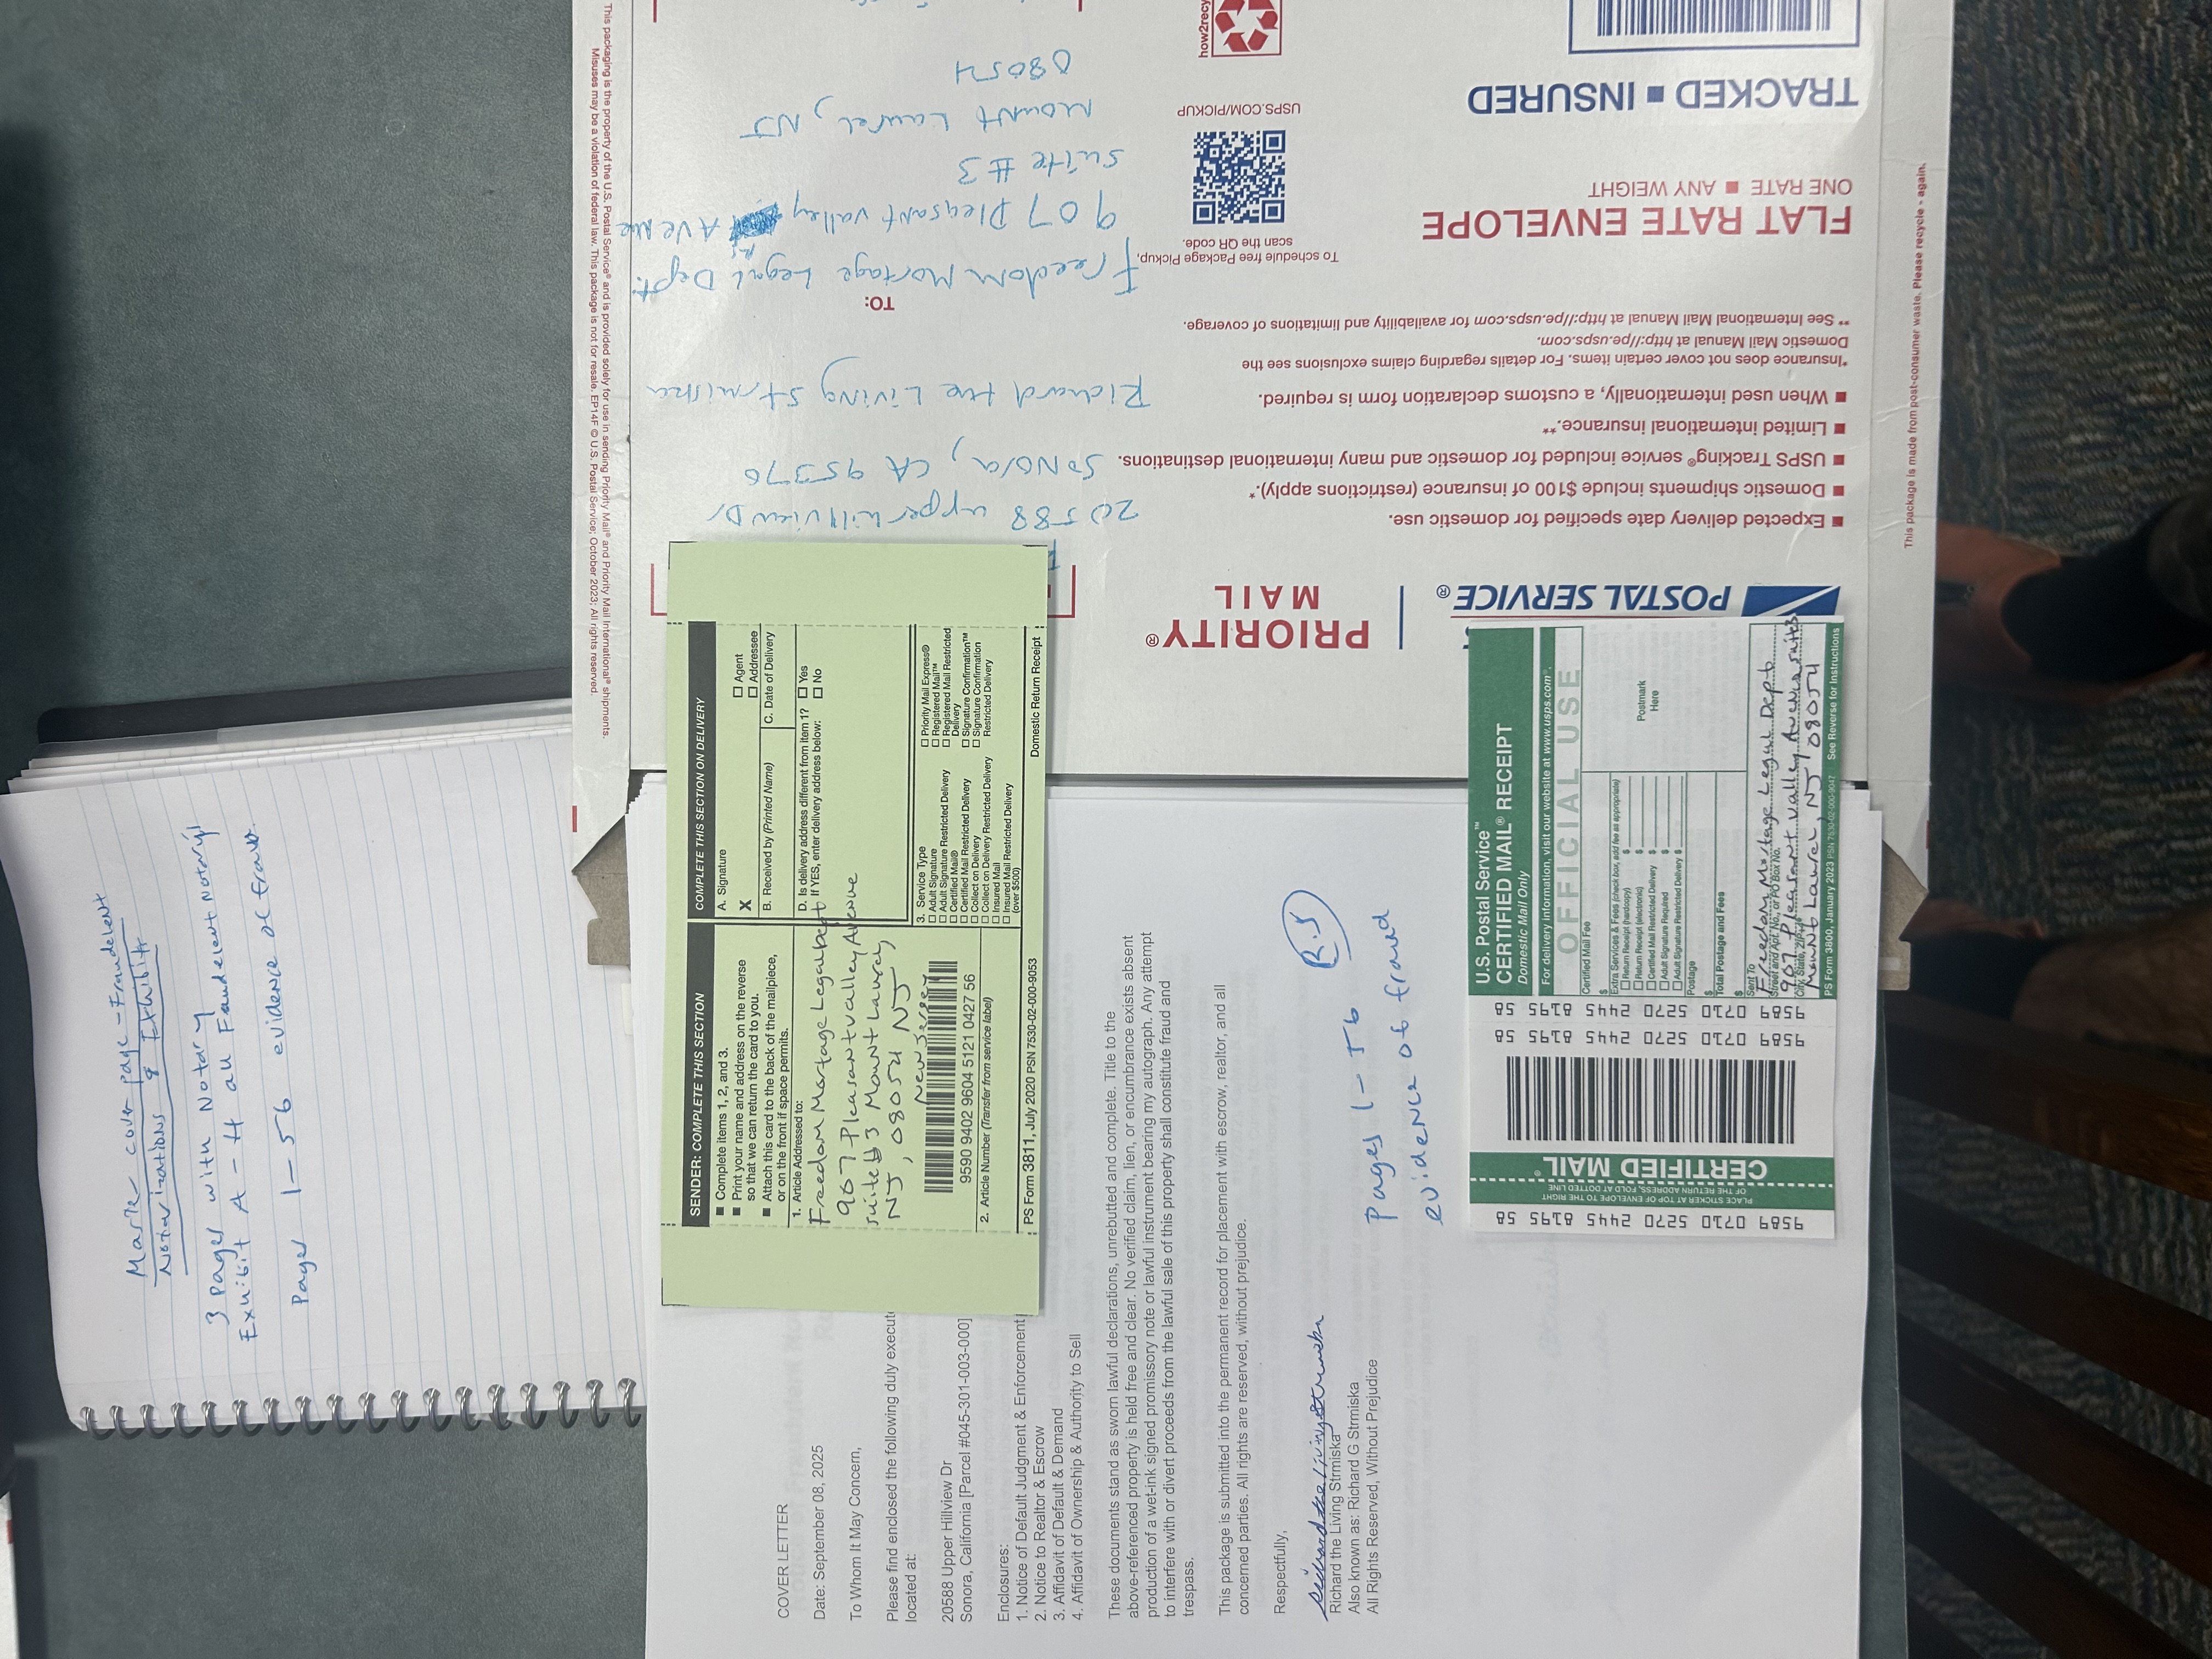 Master cover page - Fraudelent
Notarizations & Exhibits
3 pages with Notary
Exhibit A - H all Fraudelent Notary's
Pages 1 - 56 evidence of fraud.
This packaging is the property of the U.S. Postal Service® and is provided solely for use in sending Priority Mail® and Priority Mail International® shipments.
Misuses may be a violation of federal law. This package is not for resale. EP14F © U.S. Postal Service; October 2023; All rights reserved.
POSTAL SERVICE®
PRIORITY®
MAIL
20588 upper Hillview Dr
Sonora, CA 95370
Richard the Living Strmiska
■ Expected delivery date specified for domestic use.
■ Domestic shipments include $100 of insurance (restrictions apply).*
■ USPS Tracking® service included for domestic and many international destinations.
■ Limited international insurance.**
■ When used internationally, a customs declaration form is required.
*Insurance does not cover certain items. For details regarding claims exclusions see the
Domestic Mail Manual at http://pe.usps.com.
** See International Mail Manual at http://pe.usps.com for availability and limitations of coverage.
TO:
Freedom Mortage Legal Dept.
907 Pleasant valley Avenue
Suite #3
Mount Laurel, NJ
08054
FLAT RATE ENVELOPE
ONE RATE ■ ANY WEIGHT
To schedule free Package Pickup,
scan the QR code.
USPS.COM/PICKUP
TRACKED ■ INSURED
how2recy
This package is made from post-consumer waste. Please recycle - again.
SENDER: COMPLETE THIS SECTION
■ Complete items 1, 2, and 3.
■ Print your name and address on the reverse
so that we can return the card to you.
■ Attach this card to the back of the mailpiece,
or on the front if space permits.
1. Article Addressed to:
Freedom Mortage Legal Dept
907 Pleasant valley Avenue
suite #3 Mount Laurel,
NJ, 08054 NJ
New Jersey
9590 9402 9604 5121 0427 56
2. Article Number (Transfer from service label)
PS Form 3811, July 2020 PSN 7530-02-000-9053
COMPLETE THIS SECTION ON DELIVERY
A. Signature
X
☐ Agent
☐ Addressee
B. Received by (Printed Name)
C. Date of Delivery
D. Is delivery address different from item 1? ☐ Yes
If YES, enter delivery address below: ☐ No
3. Service Type
☐ Adult Signature
☐ Adult Signature Restricted Delivery
☐ Certified Mail®
☐ Certified Mail Restricted Delivery
☐ Collect on Delivery
☐ Collect on Delivery Restricted Delivery
☐ Insured Mail
☐ Insured Mail Restricted Delivery
(over $500)
☐ Priority Mail Express®
☐ Registered Mail™
☐ Registered Mail Restricted
Delivery
☐ Signature Confirmation™
☐ Signature Confirmation
Restricted Delivery
Domestic Return Receipt
COVER LETTER
Date: September 08, 2025
To Whom It May Concern,
Please find enclosed the following duly execut
located at:
20588 Upper Hillview Dr
Sonora, California [Parcel #045-301-003-000]
Enclosures:
1. Notice of Default Judgment & Enforcement
2. Notice to Realtor & Escrow
3. Affidavit of Default & Demand
4. Affidavit of Ownership & Authority to Sell
These documents stand as sworn lawful declarations, unrebutted and complete. Title to the
above-referenced property is held free and clear. No verified claim, lien, or encumbrance exists absent
production of a wet-ink signed promissory note or lawful instrument bearing my autograph. Any attempt
to interfere with or divert proceeds from the lawful sale of this property shall constitute fraud and
trespass.
This package is submitted into the permanent record for placement with escrow, realtor, and all
concerned parties. All rights are reserved, without prejudice.
Respectfully,
Richard the living Strmiska
Richard the Living Strmiska
Also known as: Richard G Strmiska
All Rights Reserved, Without Prejudice
R.S
Pages 1 - 56
evidence of fraud
9589 0710 5270 2445 8195 58
PLACE STICKER AT TOP OF ENVELOPE TO THE RIGHT
OF THE RETURN ADDRESS, FOLD AT DOTTED LINE
CERTIFIED MAIL®
9589 0710 5270 2445 8195 58
9589 0710 5270 2445 8195 58
U.S. Postal Service™
CERTIFIED MAIL® RECEIPT
Domestic Mail Only
For delivery information, visit our website at www.usps.com®.
OFFICIAL USE
Certified Mail Fee
$
Extra Services & Fees (check box, add fee as appropriate)
☐ Return Receipt (hardcopy) $
☐ Return Receipt (electronic) $
☐ Certified Mail Restricted Delivery $
☐ Adult Signature Required $
☐ Adult Signature Restricted Delivery $
Postmark
Here
Postage
$
Total Postage and Fees
$
Sent To
Freedom Mortage Legal Dept
Street and Apt. No., or PO Box No.
907 Pleasant Valley Avenue suite 3
City, State, ZIP+4®
Mount Laurel, NJ 08054
PS Form 3800, January 2023 PSN 7530-02-000-9047 See Reverse for Instructions